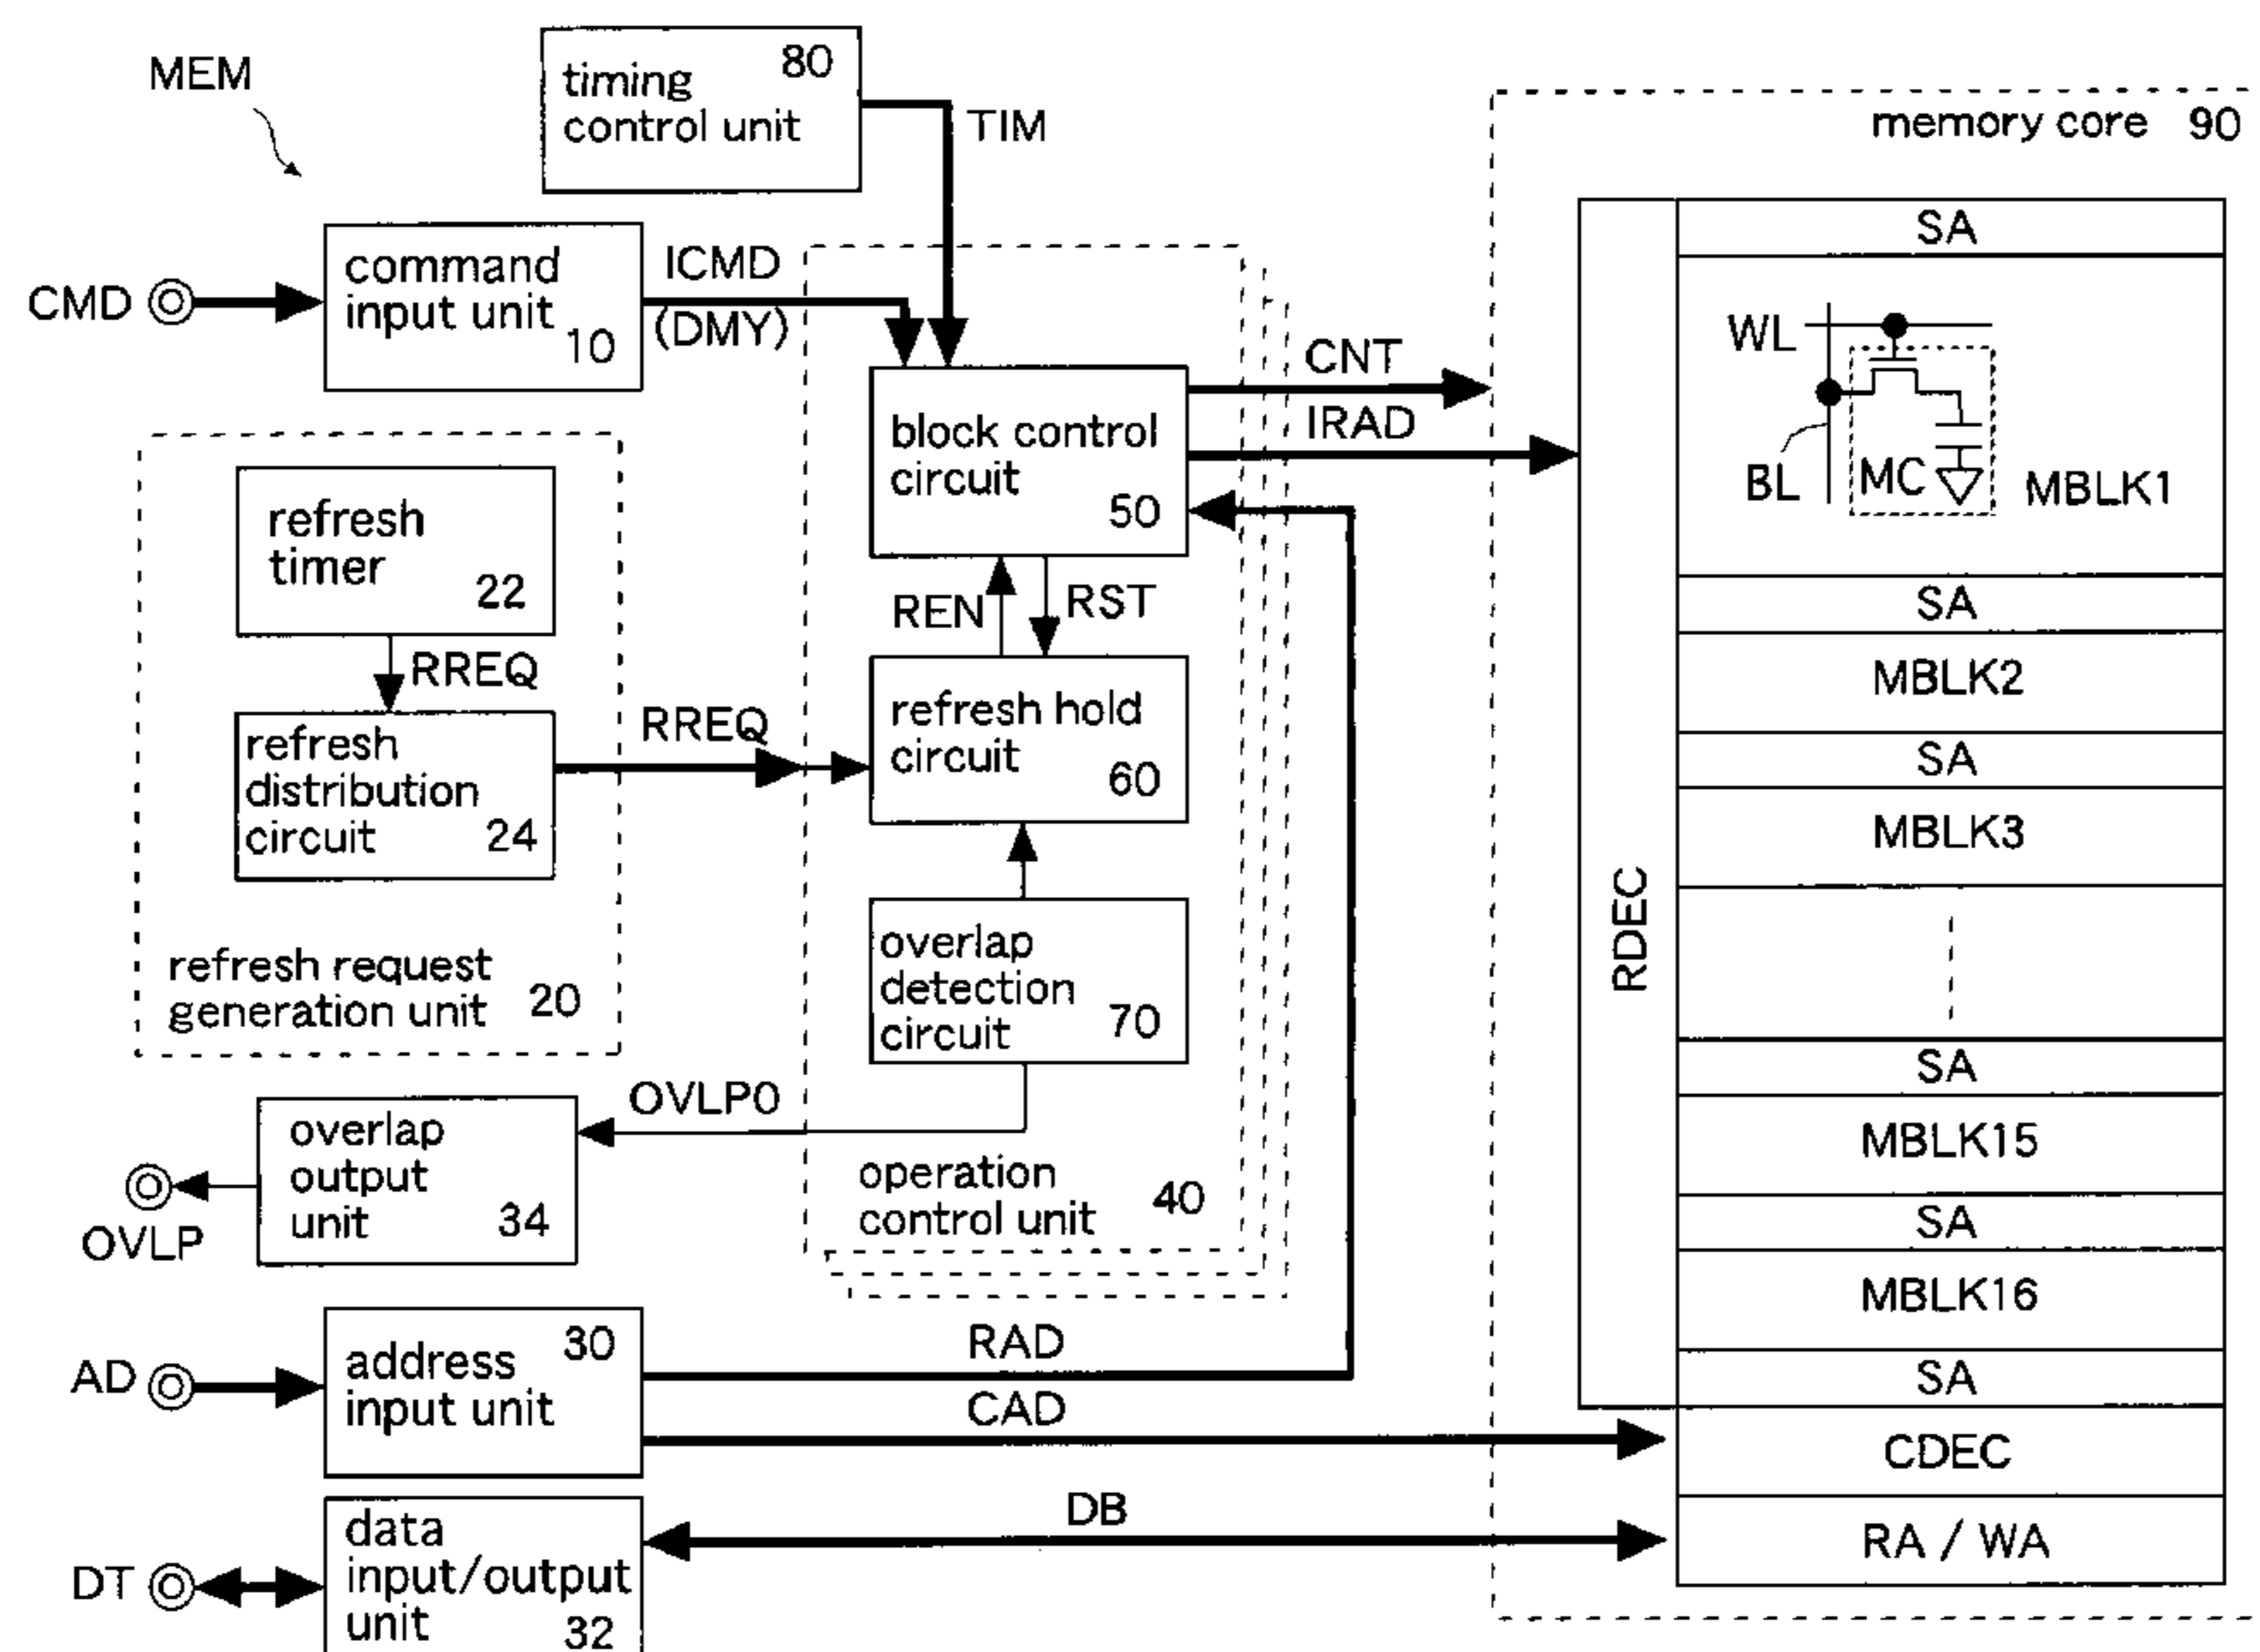 MEM
timing
control unit
80
TIM
CMD
command
input unit
10
ICMD
(DMY)
refresh
timer
22
RREQ
refresh
distribution
circuit
24
refresh request
generation unit
20
RREQ
block control
circuit
50
REN
RST
refresh hold
circuit
60
overlap
detection
circuit
70
operation
control unit
40
CNT
IRAD
OVLP0
overlap
output
unit
34
OVLP
AD
address
input unit
30
RAD
CAD
DT
data
input/output
unit
32
DB
memory core 90
RDEC
SA
WL
BL
MC
MBLK1
SA
MBLK2
SA
MBLK3
SA
MBLK15
SA
MBLK16
SA
CDEC
RA / WA